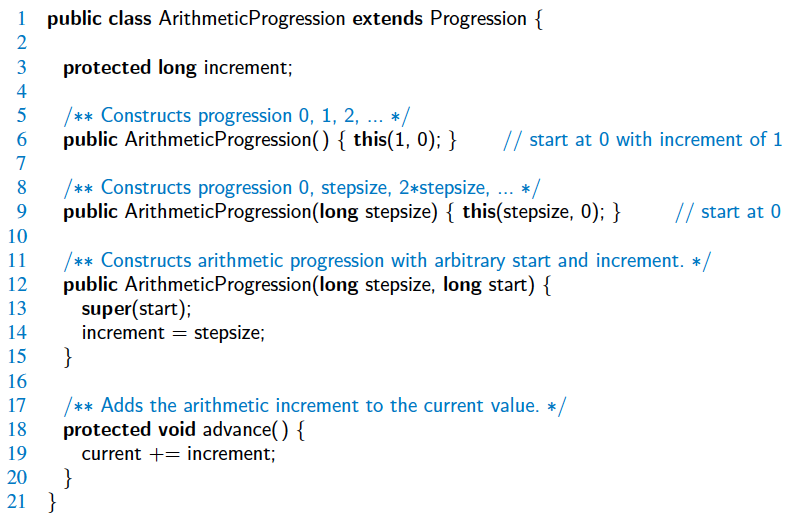 1 public class ArithmeticProgression extends Progression {
2
3 protected long increment;
4
5 /** Constructs progression 0, 1, 2, ... */
6 public ArithmeticProgression() { this(1, 0); } // start at 0 with increment of 1
7
8 /** Constructs progression 0, stepsize, 2*stepsize, ... */
9 public ArithmeticProgression(long stepsize) { this(stepsize, 0); } // start at 0
10
11 /** Constructs arithmetic progression with arbitrary start and increment. */
12 public ArithmeticProgression(long stepsize, long start) {
13 super(start);
14 increment = stepsize;
15 }
16
17 /** Adds the arithmetic increment to the current value. */
18 protected void advance() {
19 current += increment;
20 }
21 }